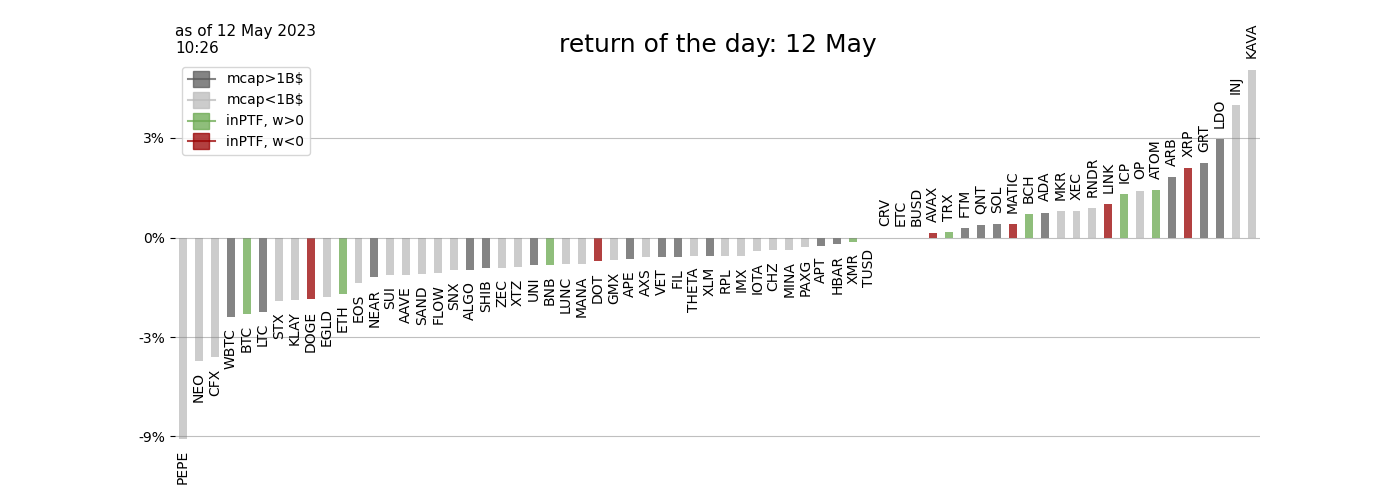 as of 12 May 2023
10:26
return of the day: 12 May
mcap>1B$
mcap<1B$
inPTF, w>0
inPTF, w<0
3%
0%
-3%
-9%
PEPE
NEO
CFX
WBTC
BTC
LTC
STX
KLAY
DOGE
EGLD
ETH
EOS
NEAR
SUI
AAVE
SAND
FLOW
SNX
ALGO
SHIB
ZEC
XTZ
UNI
BNB
LUNC
MANA
DOT
GMX
APE
AXS
VET
FIL
THETA
XLM
RPL
IMX
IOTA
CHZ
MINA
PAXG
APT
HBAR
XMR
TUSD
CRV
ETC
BUSD
AVAX
TRX
FTM
QNT
SOL
MATIC
BCH
ADA
MKR
XEC
RNDR
LINK
ICP
OP
ATOM
ARB
XRP
GRT
LDO
INJ
KAVA